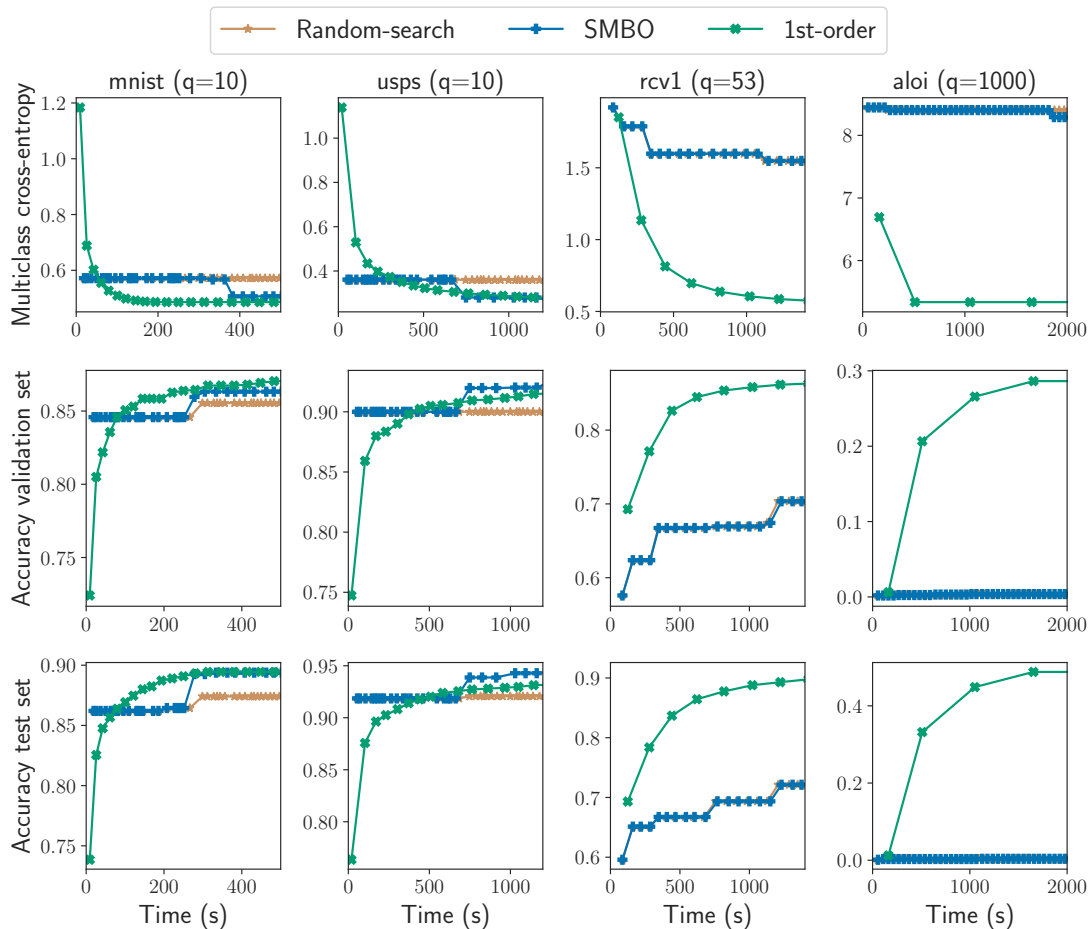 Random-search SMBO 1st-order
mnist (q=10) usps (q=10) rcv1 (q=53) aloi (q=1000)
Multiclass cross-entropy
1.2
1.0
0.8
0.6
0 200 400
1.0
0.8
0.6
0.4
0 500 1000
1.5
1.0
0.5
0 500 1000
8
7
6
0 1000 2000
Accuracy validation set
0.85
0.80
0.75
0 200 400
0.90
0.85
0.80
0.75
0 500 1000
0.8
0.7
0.6
0 500 1000
0.3
0.2
0.1
0.0
0 1000 2000
Accuracy test set
0.90
0.85
0.80
0.75
0 200 400
0.95
0.90
0.85
0.80
0 500 1000
0.9
0.8
0.7
0.6
0 500 1000
0.4
0.2
0.0
0 1000 2000
Time (s) Time (s) Time (s) Time (s)